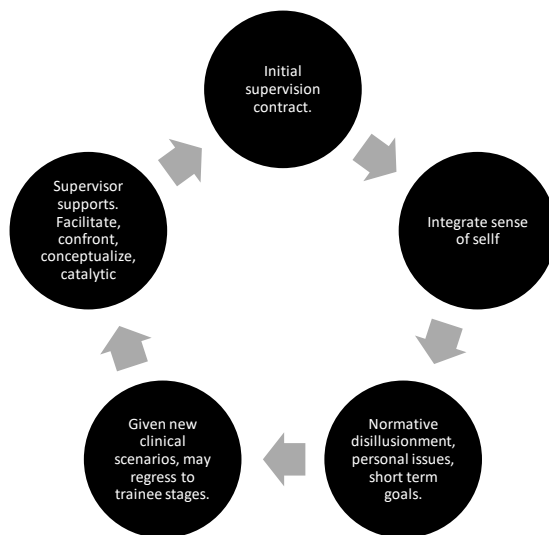 Initial
supervision
contract.
Integrate sense
of sellf
Normative
disillusionment,
personal issues,
short term
goals.
Given new
clinical
scenarios, may
regress to
trainee stages.
Supervisor
supports.
Facilitate,
confront,
conceptualize,
catalytic